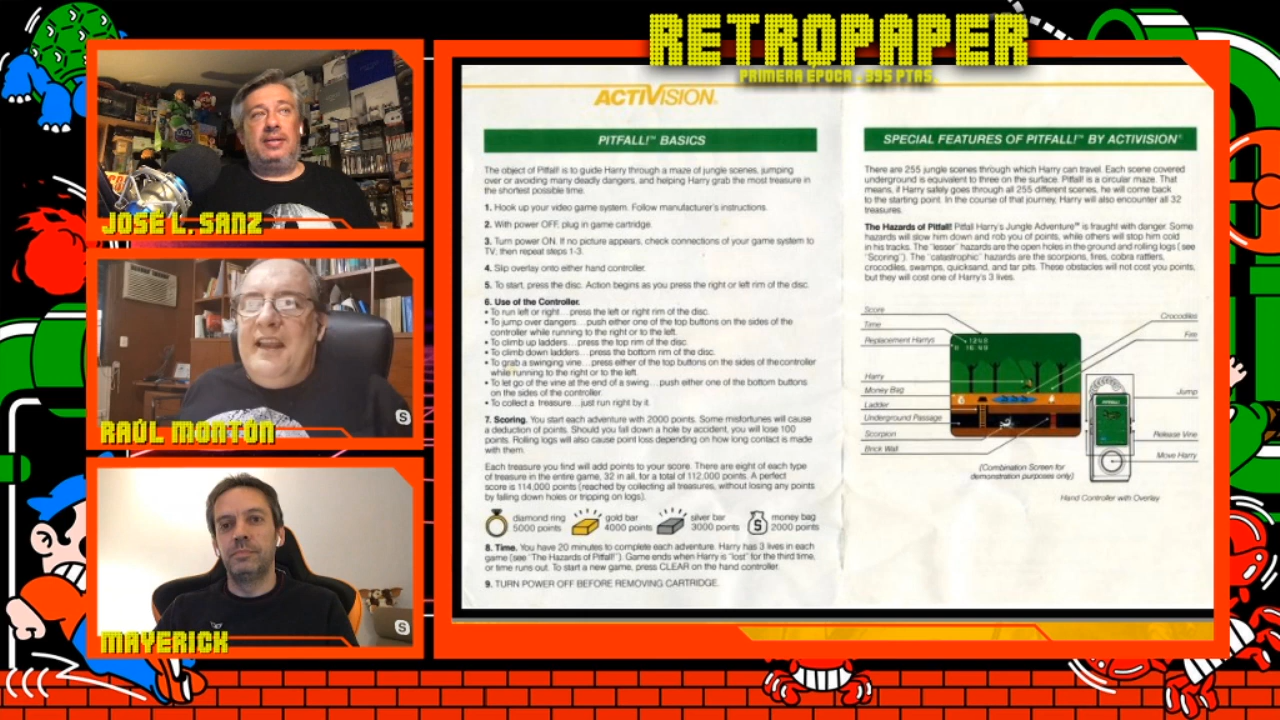 RETROPAPER
PRIMERA ÉPOCA . 395 PTAS.
JOSÉ L. SANZ
RAÚL MONTÓN
MAYERICK
ACTIVISION®
PITFALL!™ BASICS
The object of Pitfall! is to guide Harry through a maze of jungle scenes, jumping
over or avoiding many deadly dangers, and helping Harry grab the most treasure in
the shortest possible time.
1. Hook up your video game system. Follow manufacturer's instructions.
2. With power OFF, plug in game cartridge.
3. Turn power ON. If no picture appears, check connections of your game system to
TV, then repeat steps 1-3.
4. Slip overlay onto either hand controller.
5. To start, press the disc. Action begins as you press the right or left rim of the disc.
6. Use of the Controller.
• To run left or right...press the left or right rim of the disc.
• To jump over dangers...push either one of the top buttons on the sides of the
controller while running to the right or to the left.
• To climb up ladders...press the top rim of the disc.
• To climb down ladders...press the bottom rim of the disc.
• To grab a swinging vine...press either of the top buttons on the sides of the controller
while running to the right or to the left.
• To let go of the vine at the end of a swing...push either one of the bottom buttons
on the sides of the controller.
• To collect a treasure...just run right by it.
7. Scoring. You start each adventure with 2000 points. Some misfortunes will cause
a deduction of points. Should you fall down a hole by accident, you will lose 100
points. Rolling logs will also cause point loss depending on how long contact is made
with them.
Each treasure you find will add points to your score. There are eight of each type
of treasure in the entire game, 32 in all, for a total of 112,000 points. A perfect
score is 114,000 points (reached by collecting all treasures, without losing any points
by falling down holes or tripping on logs).
diamond ring
5000 points
gold bar
4000 points
silver bar
3000 points
$
money bag
2000 points
8. Time. You have 20 minutes to complete each adventure. Harry has 3 lives in each
game (see "The Hazards of Pitfall!"). Game ends when Harry is "lost" for the third time,
or time runs out. To start a new game, press CLEAR on the hand controller.
9. TURN POWER OFF BEFORE REMOVING CARTRIDGE.
SPECIAL FEATURES OF PITFALL!™ BY ACTIVISION®
There are 255 jungle scenes through which Harry can travel. Each scene covered
underground is equivalent to three on the surface. Pitfall! is a circular maze. That
means, if Harry safely goes through all 255 different scenes, he will come back
to the starting point. In the course of that journey, Harry will also encounter all 32
treasures.
The Hazards of Pitfall! Pitfall Harry's Jungle Adventure™ is fraught with danger. Some
hazards will slow him down and rob you of points, while others will stop him cold
in his tracks. The "lesser" hazards are the open holes in the ground and rolling logs (see
"Scoring"). The "catastrophic" hazards are the scorpions, fires, cobra rattlers,
crocodiles, swamps, quicksand, and tar pits. These obstacles will not cost you points,
but they will cost one of Harry's 3 lives.
Score
Time
Replacement Harrys
Harry
Money Bag
Ladder
Underground Passage
Scorpion
Brick Wall
Crocodiles
Fire
Jump
Release Vine
Move Harry
(Combination Screen for
demonstration purposes only)
Hand Controller with Overlay